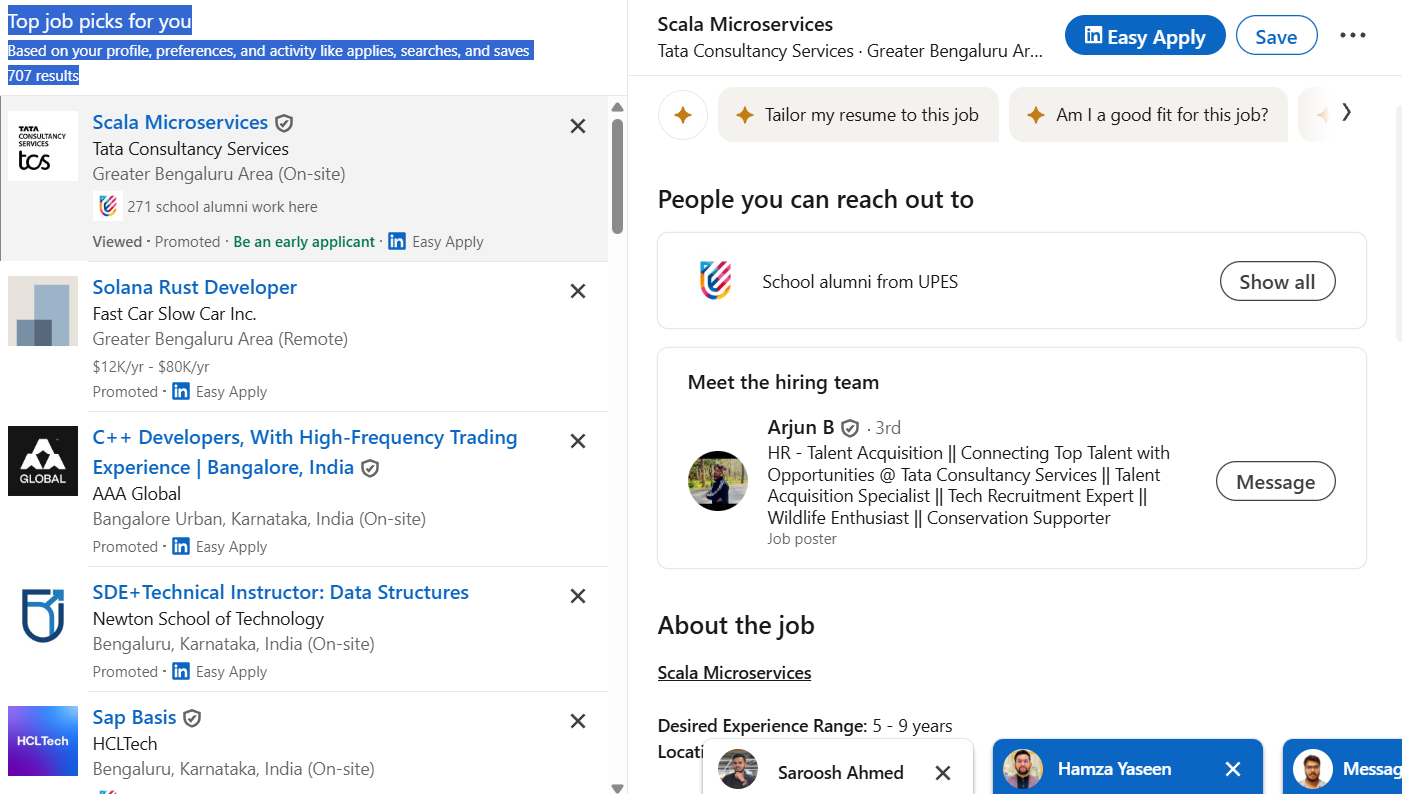 Top job picks for you
Based on your profile, preferences, and activity like applies, searches, and saves
707 results
TATA
CONSULTANCY
SERVICES
tcs
Scala Microservices
Tata Consultancy Services
Greater Bengaluru Area (On-site)
271 school alumni work here
Viewed · Promoted · Be an early applicant · in Easy Apply
Solana Rust Developer
Fast Car Slow Car Inc.
Greater Bengaluru Area (Remote)
$12K/yr - $80K/yr
Promoted · in Easy Apply
GLOBAL
C++ Developers, With High-Frequency Trading
Experience | Bangalore, India
AAA Global
Bangalore Urban, Karnataka, India (On-site)
Promoted · in Easy Apply
SDE+Technical Instructor: Data Structures
Newton School of Technology
Bengaluru, Karnataka, India (On-site)
Promoted · in Easy Apply
HCLTech
Sap Basis
HCLTech
Bengaluru, Karnataka, India (On-site)
Scala Microservices
Tata Consultancy Services · Greater Bengaluru Ar...
in Easy Apply
Save
Tailor my resume to this job
Am I a good fit for this job?
People you can reach out to
School alumni from UPES
Show all
Meet the hiring team
Arjun B · 3rd
HR - Talent Acquisition || Connecting Top Talent with
Opportunities @ Tata Consultancy Services || Talent
Acquisition Specialist || Tech Recruitment Expert ||
Wildlife Enthusiast || Conservation Supporter
Job poster
Message
About the job
Scala Microservices
Desired Experience Range: 5 - 9 years
Locati
Saroosh Ahmed
Hamza Yaseen
Messag